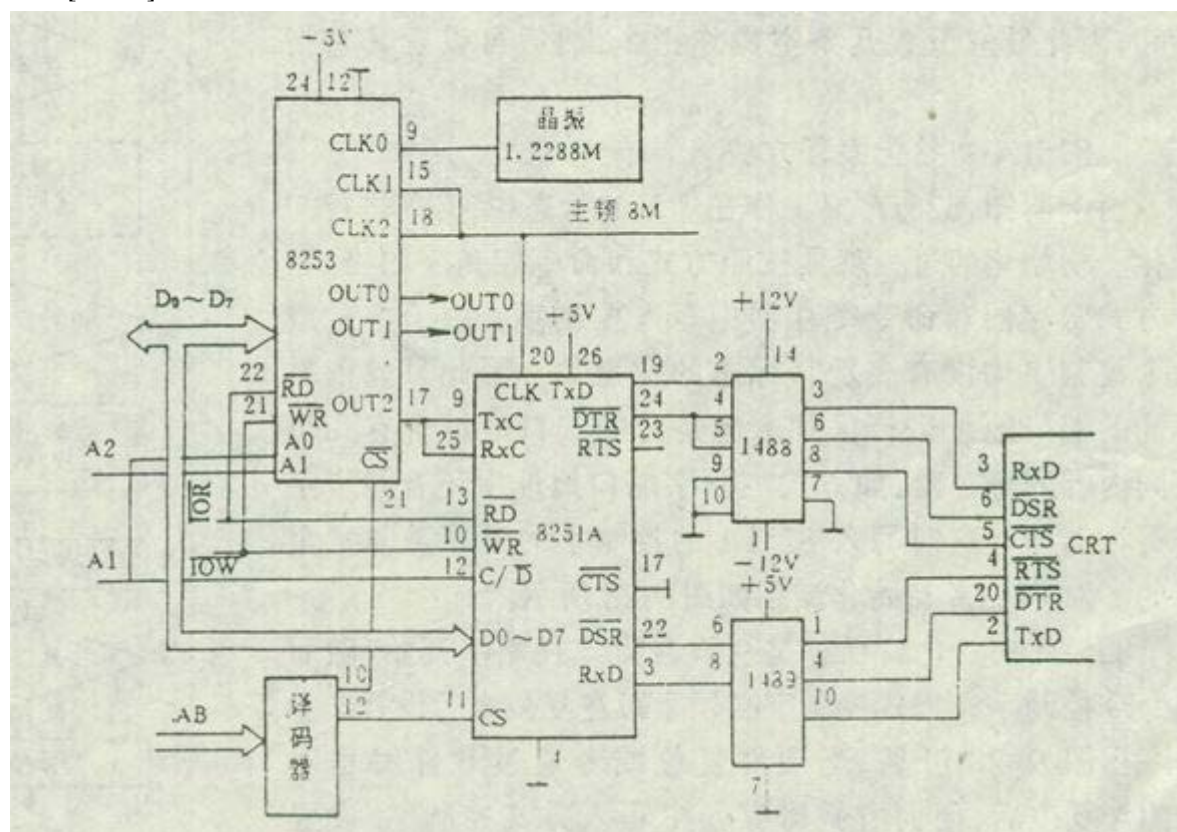 +5V
24 12
CLK0 9
晶振
1.2288M
CLK1 15
CLK2 18
主频 8M
8253
D₀~D₇
OUT0 OUT0
OUT1 OUT1
+5V
+12V
20 26 19 2 14
22 RD
21 WR
OUT2 17 9
CLK TxD
24 4 3
TxC DTR
25 RxC RTS 23
5 1488 6
A2 A0
A1 CS
9 8
3 RxD
IOR 21 13 RD
10 7
6 DSR
10 WR 8251A
5 CTS CRT
A1 IOW 12 C/D
1 -12V
17
+5V
4 RTS
CTS
20 DTR
D0~D7 DSR 22 6 1
2 TxD
RxD 3 8 1489 4
10
10
译码器 12 11 CS
AB
7